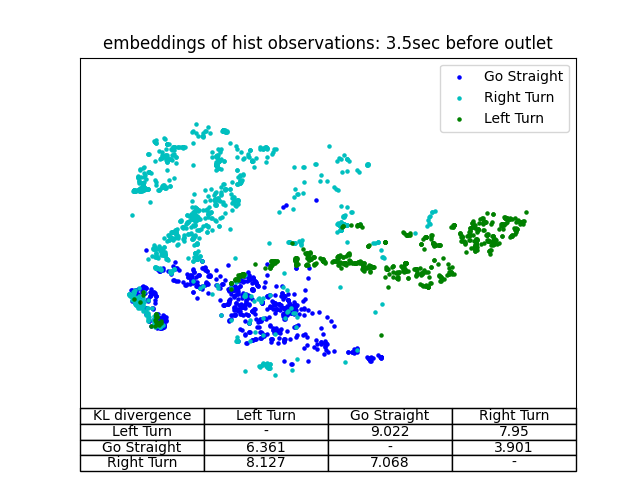 embeddings of hist observations: 3.5sec before outlet
Go Straight
Right Turn
Left Turn
KL divergence Left Turn Go Straight Right Turn
Left Turn - 9.022 7.95
Go Straight 6.361 - 3.901
Right Turn 8.127 7.068 -